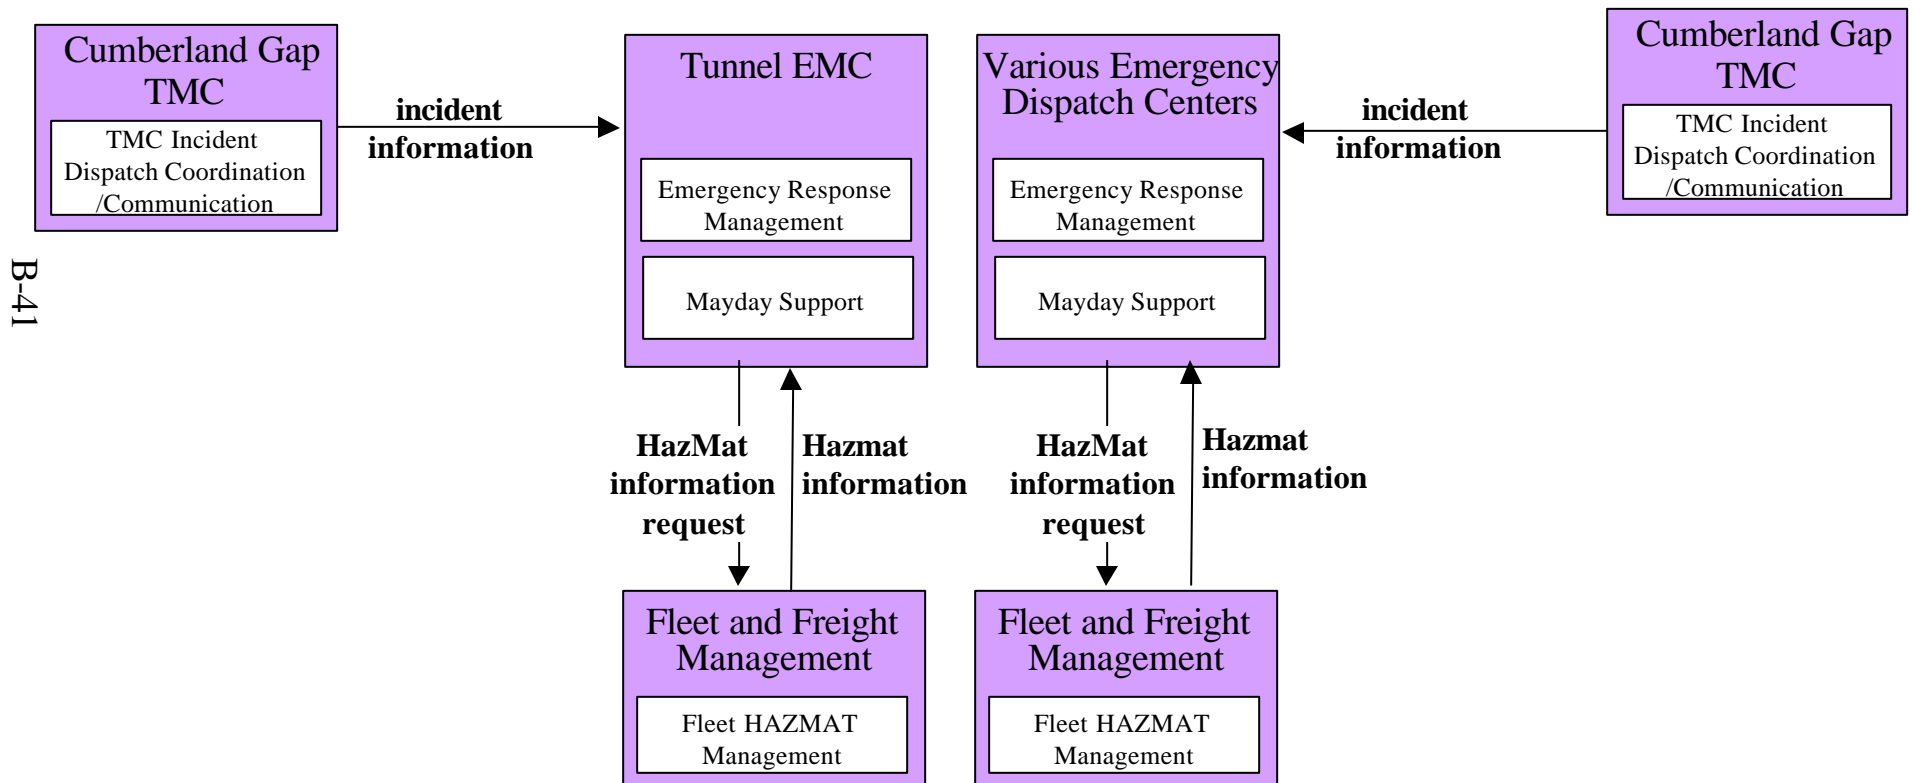 Cumberland Gap
TMC
TMC Incident
Dispatch Coordination
/Communication
incident
information
Tunnel EMC
Emergency Response
Management
Mayday Support
Various Emergency
Dispatch Centers
Emergency Response
Management
Mayday Support
incident
information
Cumberland Gap
TMC
TMC Incident
Dispatch Coordination
/Communication
B-41
HazMat
information
request
Hazmat
information
HazMat
information
request
Hazmat
information
Fleet and Freight
Management
Fleet HAZMAT
Management
Fleet and Freight
Management
Fleet HAZMAT
Management